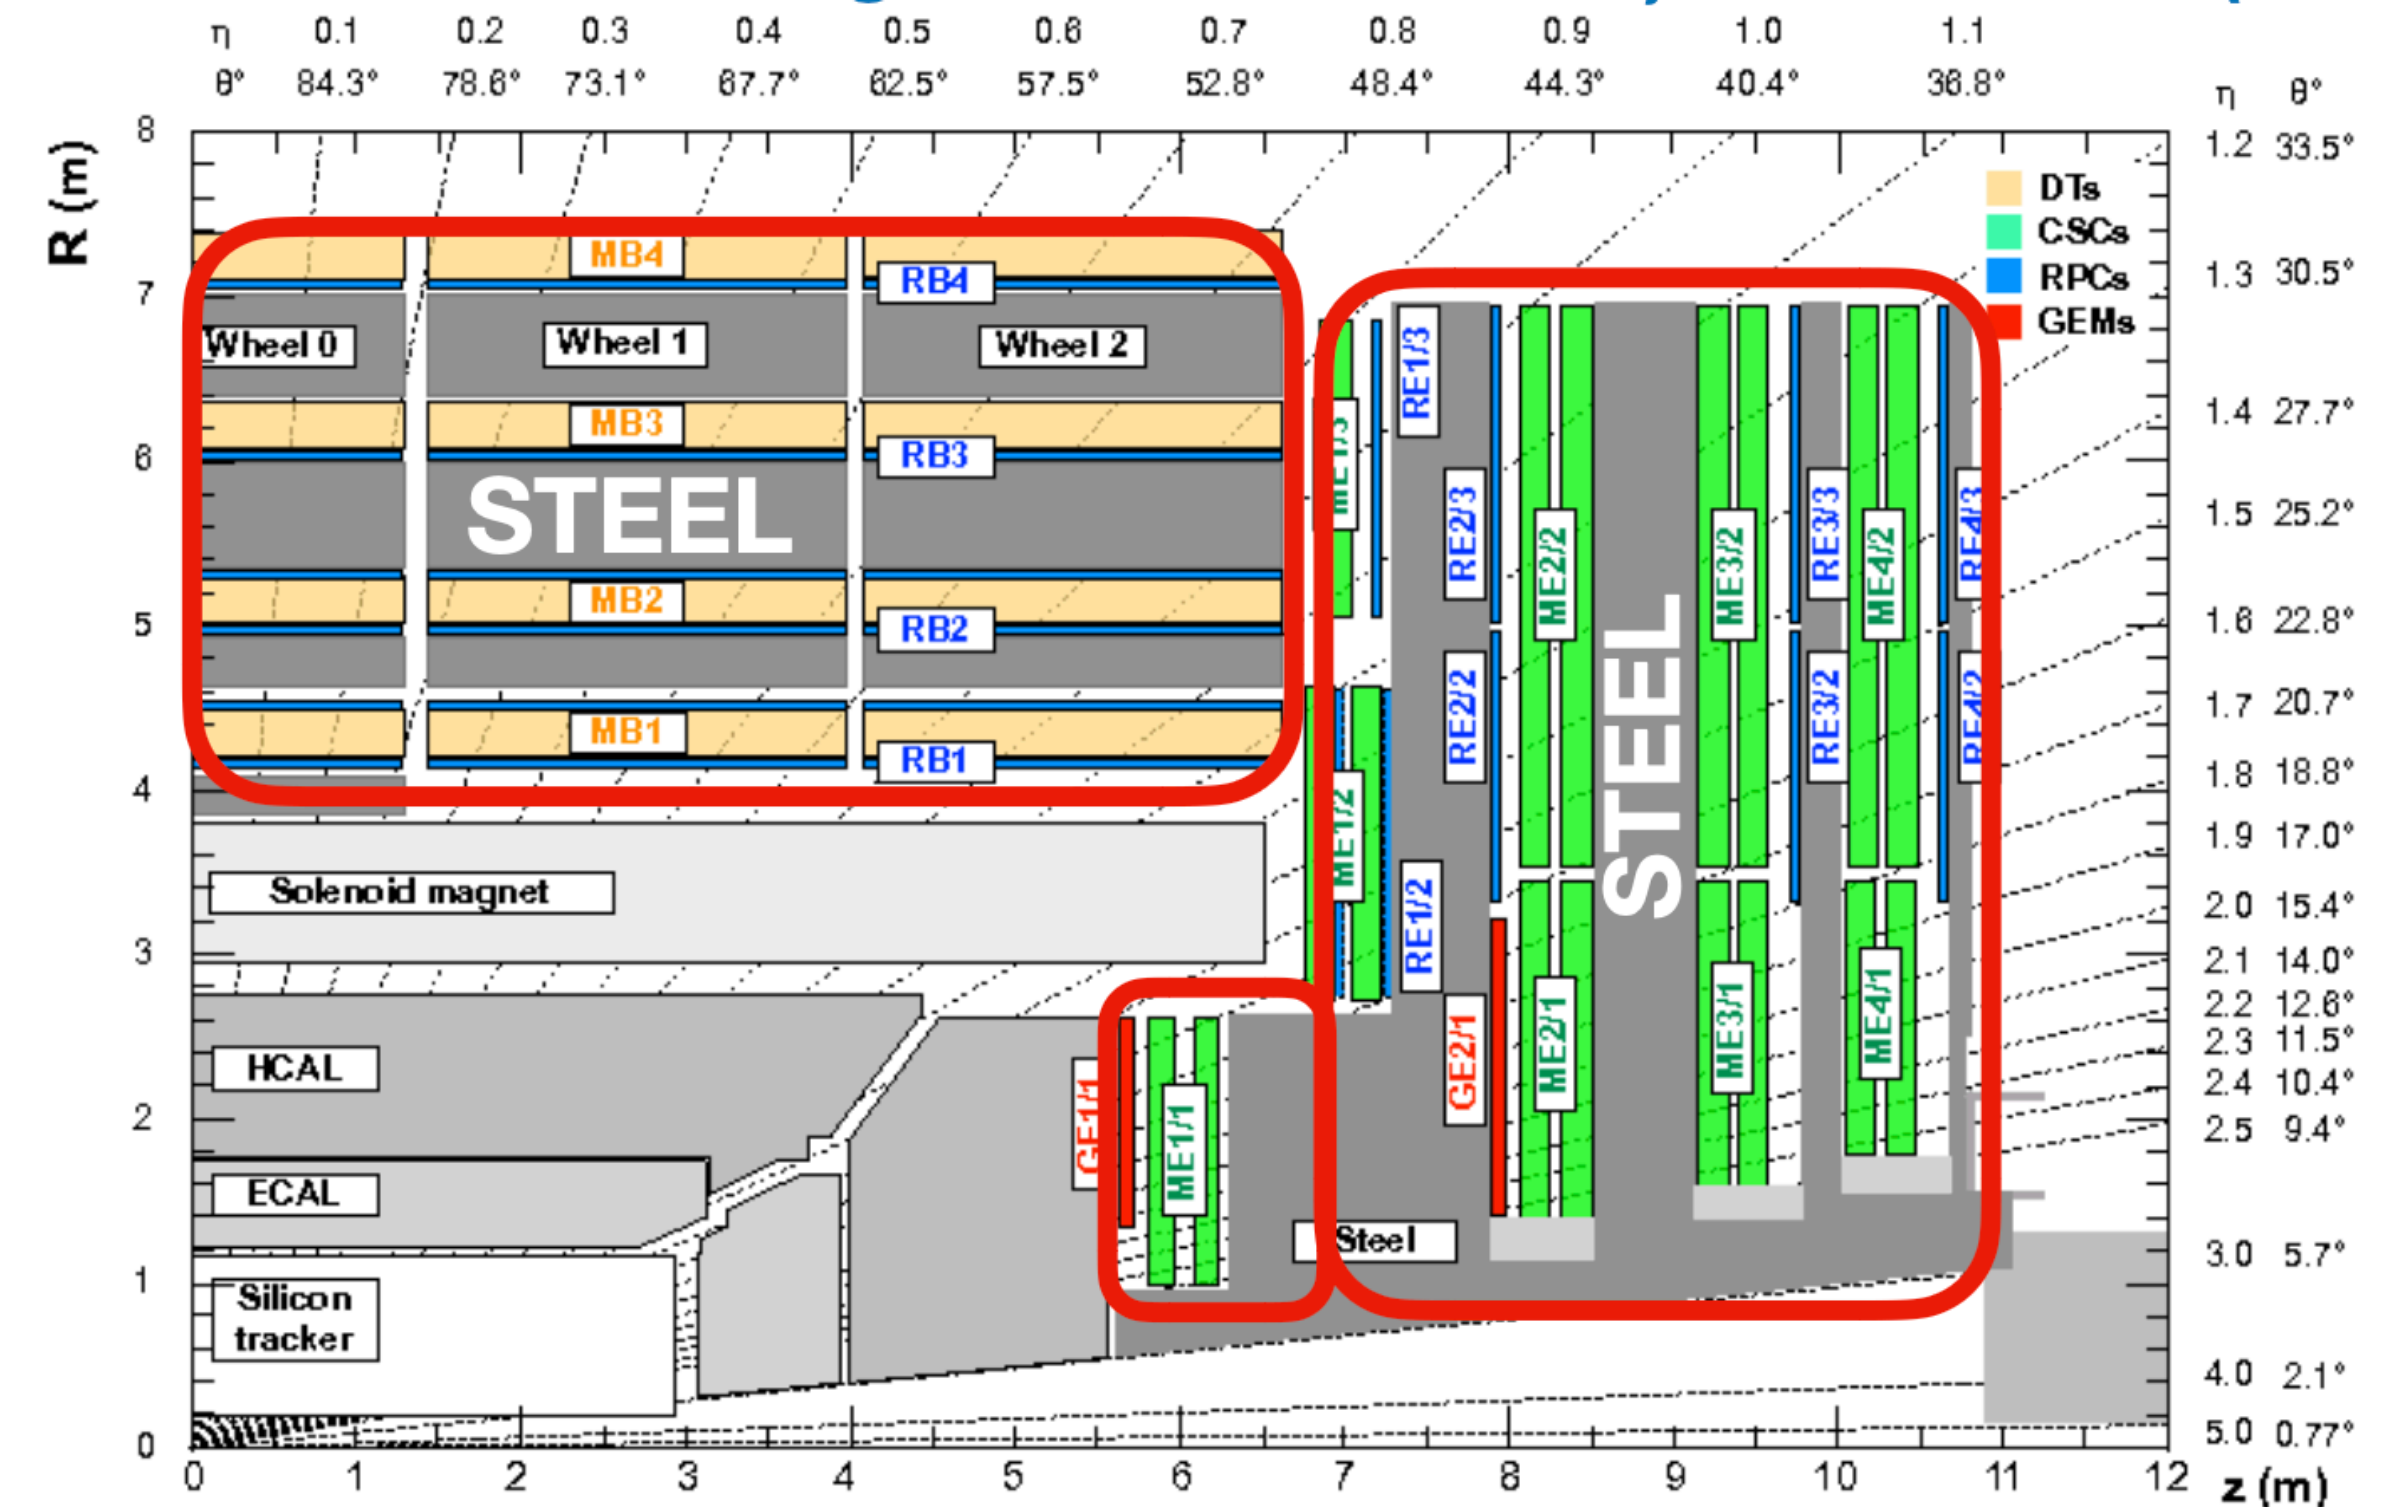 η 0.1 0.2 0.3 0.4 0.5 0.6 0.7 0.8 0.9 1.0 1.1
θ° 84.3° 78.6° 73.1° 67.7° 62.5° 57.5° 52.8° 48.4° 44.3° 40.4° 36.8°
η θ°
R (m)
8
7
6
5
4
3
2
1
0
1.2 33.5°
1.3 30.5°
1.4 27.7°
1.5 25.2°
1.6 22.8°
1.7 20.7°
1.8 18.8°
1.9 17.0°
2.0 15.4°
2.1 14.0°
2.2 12.6°
2.3 11.5°
2.4 10.4°
2.5 9.4°
3.0 5.7°
4.0 2.1°
5.0 0.77°
DTs
CSCs
RPCs
GEMs
MB4
RB4
Wheel 0
Wheel 1
Wheel 2
MB3
RB3
STEEL
MB2
RB2
MB1
RB1
Solenoid magnet
HCAL
ECAL
Silicon
tracker
ME1/3
RE1/3
ME1/2
RE1/2
GE1/1
ME1/1
RE2/3
RE2/2
GE2/1
ME2/2
ME2/1
STEEL
ME3/2
ME3/1
RE3/3
RE3/2
ME4/2
ME4/1
RE4/3
RE4/2
Steel
0 1 2 3 4 5 6 7 8 9 10 11 12
z (m)